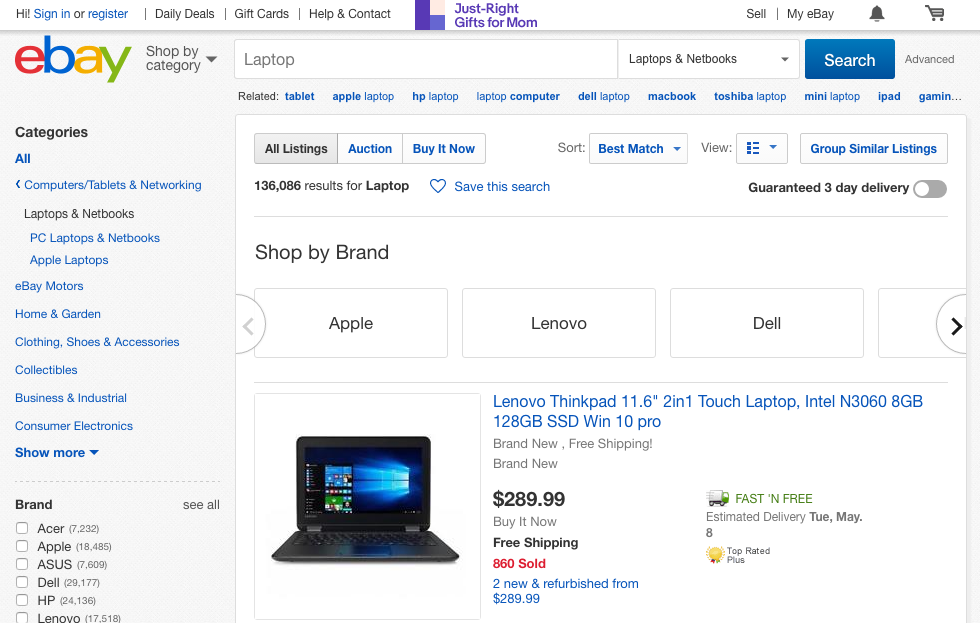 Hi! Sign in or register | Daily Deals | Gift Cards | Help & Contact
Just-Right
Gifts for Mom
Sell | My eBay
ebay
Shop by
category
Laptop
Laptops & Netbooks
Search
Advanced
Related: tablet apple laptop hp laptop laptop computer dell laptop macbook toshiba laptop mini laptop ipad gamin...
Categories
All
Computers/Tablets & Networking
Laptops & Netbooks
PC Laptops & Netbooks
Apple Laptops
eBay Motors
Home & Garden
Clothing, Shoes & Accessories
Collectibles
Business & Industrial
Consumer Electronics
Show more
Brand see all
Acer (7,232)
Apple (18,485)
ASUS (7,609)
Dell (29,177)
HP (24,136)
Lenovo (17,518)
All Listings Auction Buy It Now
Sort: Best Match
View:
Group Similar Listings
136,086 results for Laptop
Save this search
Guaranteed 3 day delivery
Shop by Brand
Apple
Lenovo
Dell
Lenovo Thinkpad 11.6" 2in1 Touch Laptop, Intel N3060 8GB
128GB SSD Win 10 pro
Brand New , Free Shipping!
Brand New
$289.99
Buy It Now
Free Shipping
860 Sold
2 new & refurbished from
$289.99
FAST 'N FREE
Estimated Delivery Tue, May.
8
Top Rated
Plus